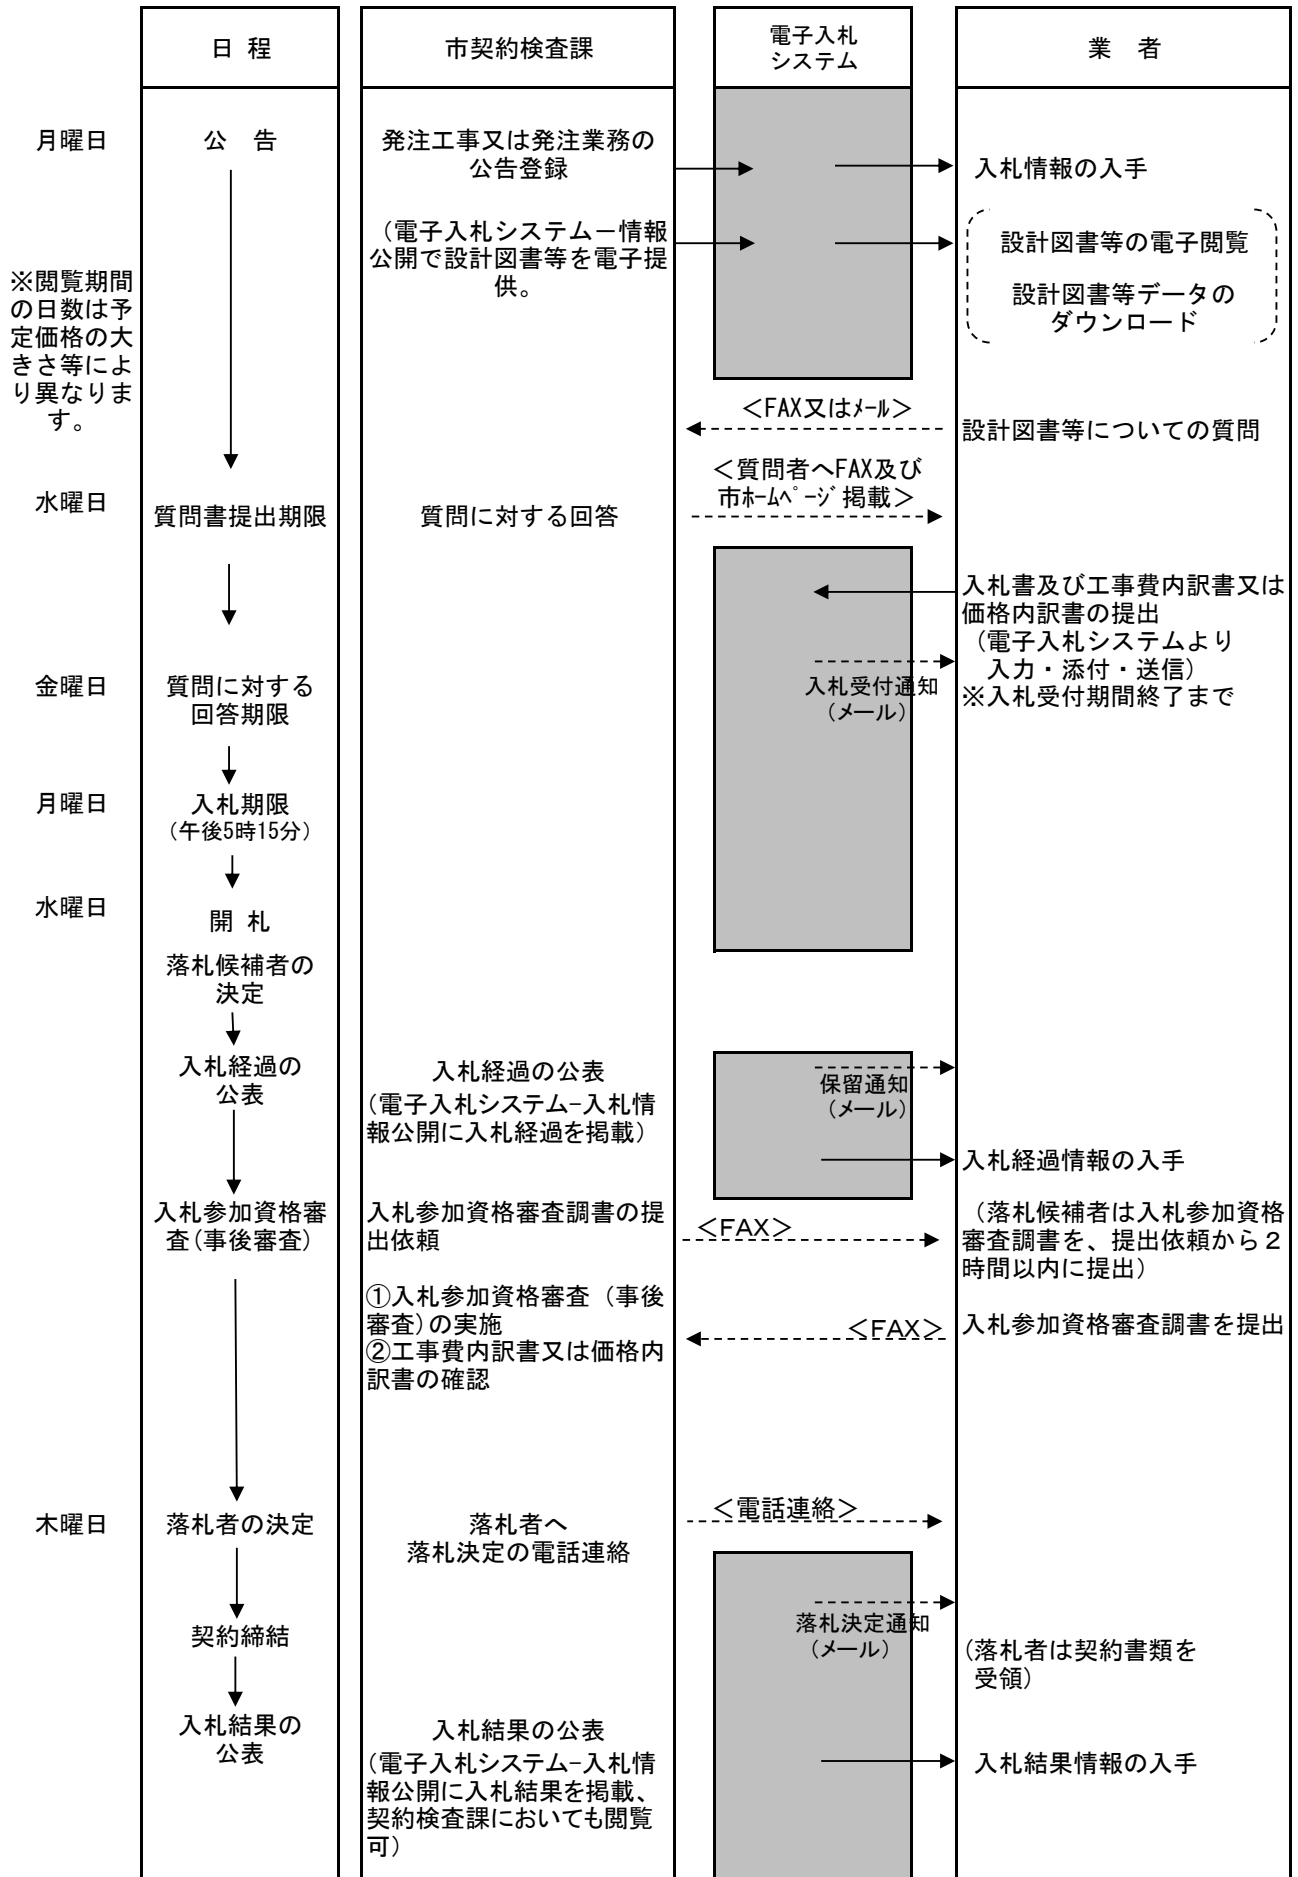 日 程
市契約検査課
電子入札
システム
業　者
月曜日
公　告
発注工事又は発注業務の
公告登録
入札情報の入手
（電子入札システム－情報
公開で設計図書等を電子提
供。
設計図書等の電子閲覧
設計図書等データの
ダウンロード
※閲覧期間
の日数は予
定価格の大
きさ等によ
り異なりま
す。
＜FAX又はﾒｰﾙ＞
設計図書等についての質問
水曜日
質問書提出期限
質問に対する回答
＜質問者へFAX及び
市ﾎｰﾑﾍﾟｰｼﾞ掲載＞
入札書及び工事費内訳書又は
価格内訳書の提出
（電子入札システムより
入力・添付・送信）
※入札受付期間終了まで
入札受付通知
（メール）
金曜日
質問に対する
回答期限
月曜日
入札期限
（午後5時15分）
水曜日
開 札
落札候補者の
決定
入札経過の
公表
入札経過の公表
（電子入札システム−入札情
報公開に入札経過を掲載）
保留通知
（メール）
入札経過情報の入手
入札参加資格審
査（事後審査）
入札参加資格審査調書の提
出依頼
＜FAX＞
（落札候補者は入札参加資格
審査調書を、提出依頼から２
時間以内に提出）
①入札参加資格審査（事後
審査）の実施
②工事費内訳書又は価格内
訳書の確認
＜FAX＞
入札参加資格審査調書を提出
木曜日
落札者の決定
落札者へ
落札決定の電話連絡
＜電話連絡＞
落札決定通知
（メール）
契約締結
（落札者は契約書類を
受領）
入札結果の
公表
入札結果の公表
（電子入札システム−入札情
報公開に入札結果を掲載、
契約検査課においても閲覧
可）
入札結果情報の入手